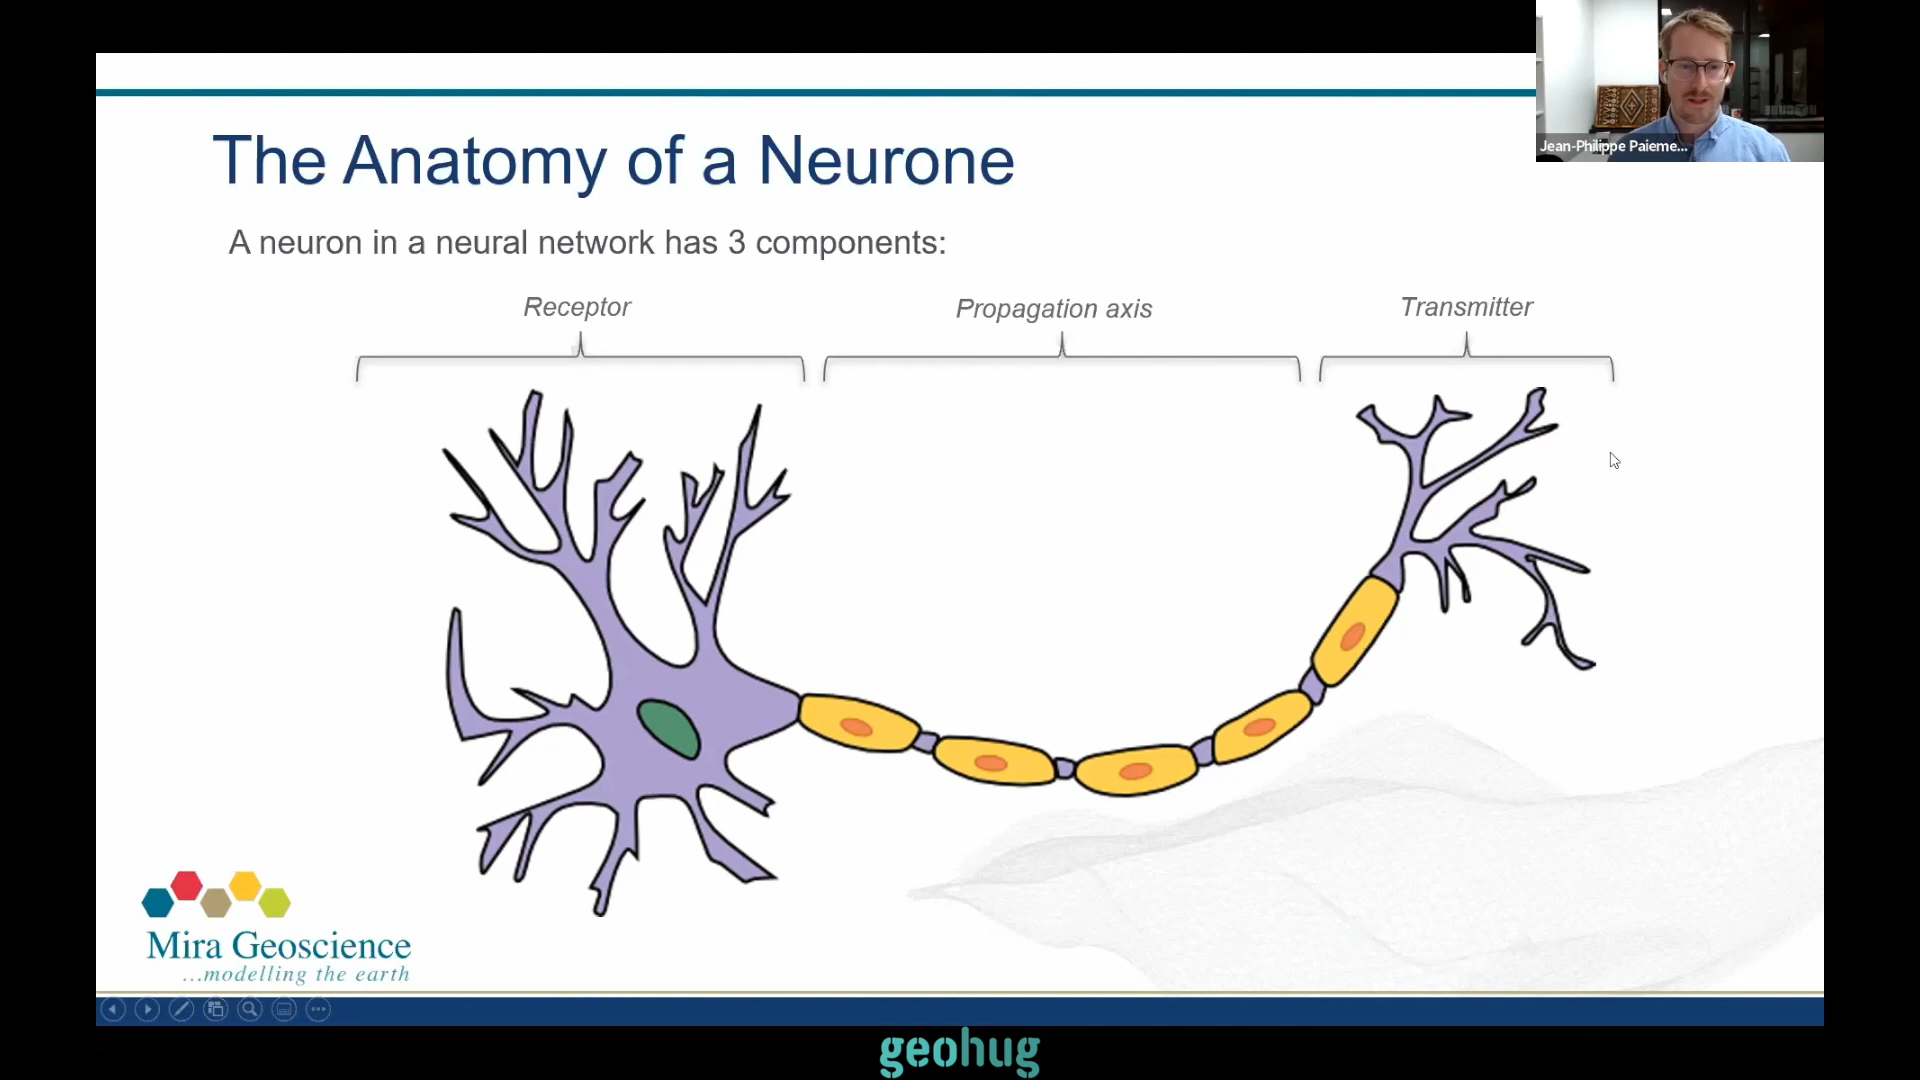 Jean-Philippe Paieme...
The Anatomy of a Neurone
A neuron in a neural network has 3 components:
Receptor
Propagation axis
Transmitter
Mira Geoscience
...modelling the earth
geohug